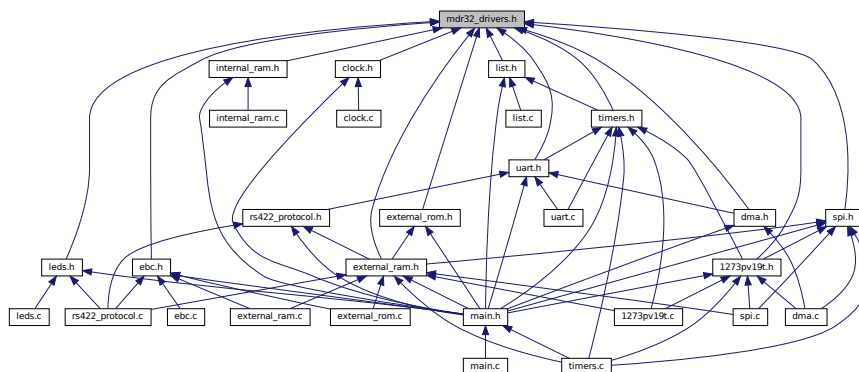 mdr32_drivers.h
internal_ram.h
clock.h
list.h
internal_ram.c
clock.c
list.c
timers.h
uart.h
rs422_protocol.h
external_rom.h
uart.c
dma.h
spi.h
leds.h
ebc.h
external_ram.h
1273pv19t.h
leds.c
rs422_protocol.c
ebc.c
external_ram.c
external_rom.c
main.h
1273pv19t.c
spi.c
dma.c
main.c
timers.c